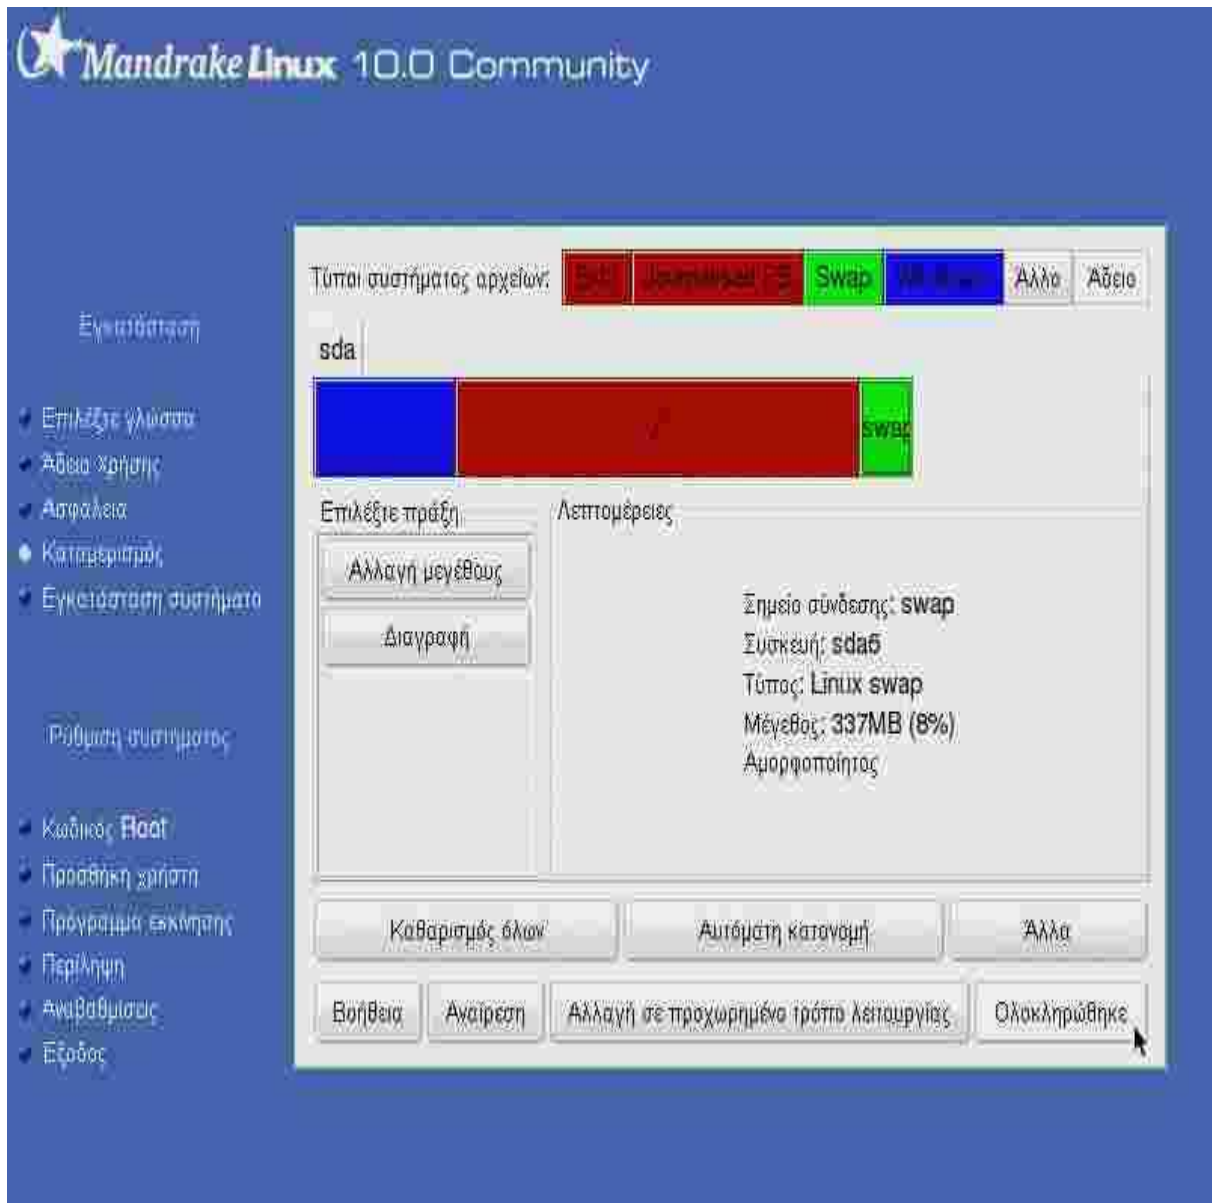 Mandrake Linux 10.0 Community
Τύποι συστήματος αρχείων: Swap Άλλο Άδειο
Εγκατάσταση
sda
swap
Επιλέξτε γλώσσα
Άδεια Χρήσης
Ασφάλεια
Καταμερισμός
Εγκατάσταση συστήματο
Επιλέξτε πράξη
Αλλαγή μεγέθους
Διαγραφή
Λεπτομέρειες
Σημείο σύνδεσης: swap
Συσκευή: sda6
Τύπος: Linux swap
Μέγεθος: 337MB (8%)
Αμορφοποίητος
Ρύθμιση συστήματος
Κωδικός Root
Προσθήκη χρήστη
Πρόγραμμα εκκίνησης
Περίληψη
Αναβαθμίσεις
Έξοδος
Καθαρισμός όλων Αυτόματη κατανομή Άλλα
Βοήθεια Αναίρεση Αλλαγή σε προχωρημένο τρόπο λειτουργίας Ολοκληρώθηκε